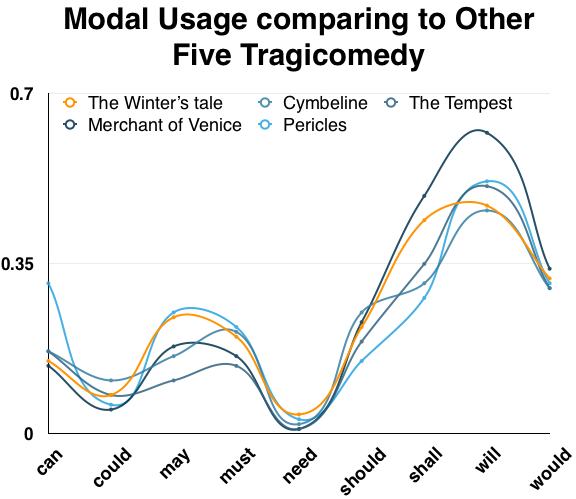 Modal Usage comparing to Other
Five Tragicomedy
0.7
The Winter's tale Cymbeline The Tempest
Merchant of Venice Pericles
0.35
0
can could may must need should shall will would